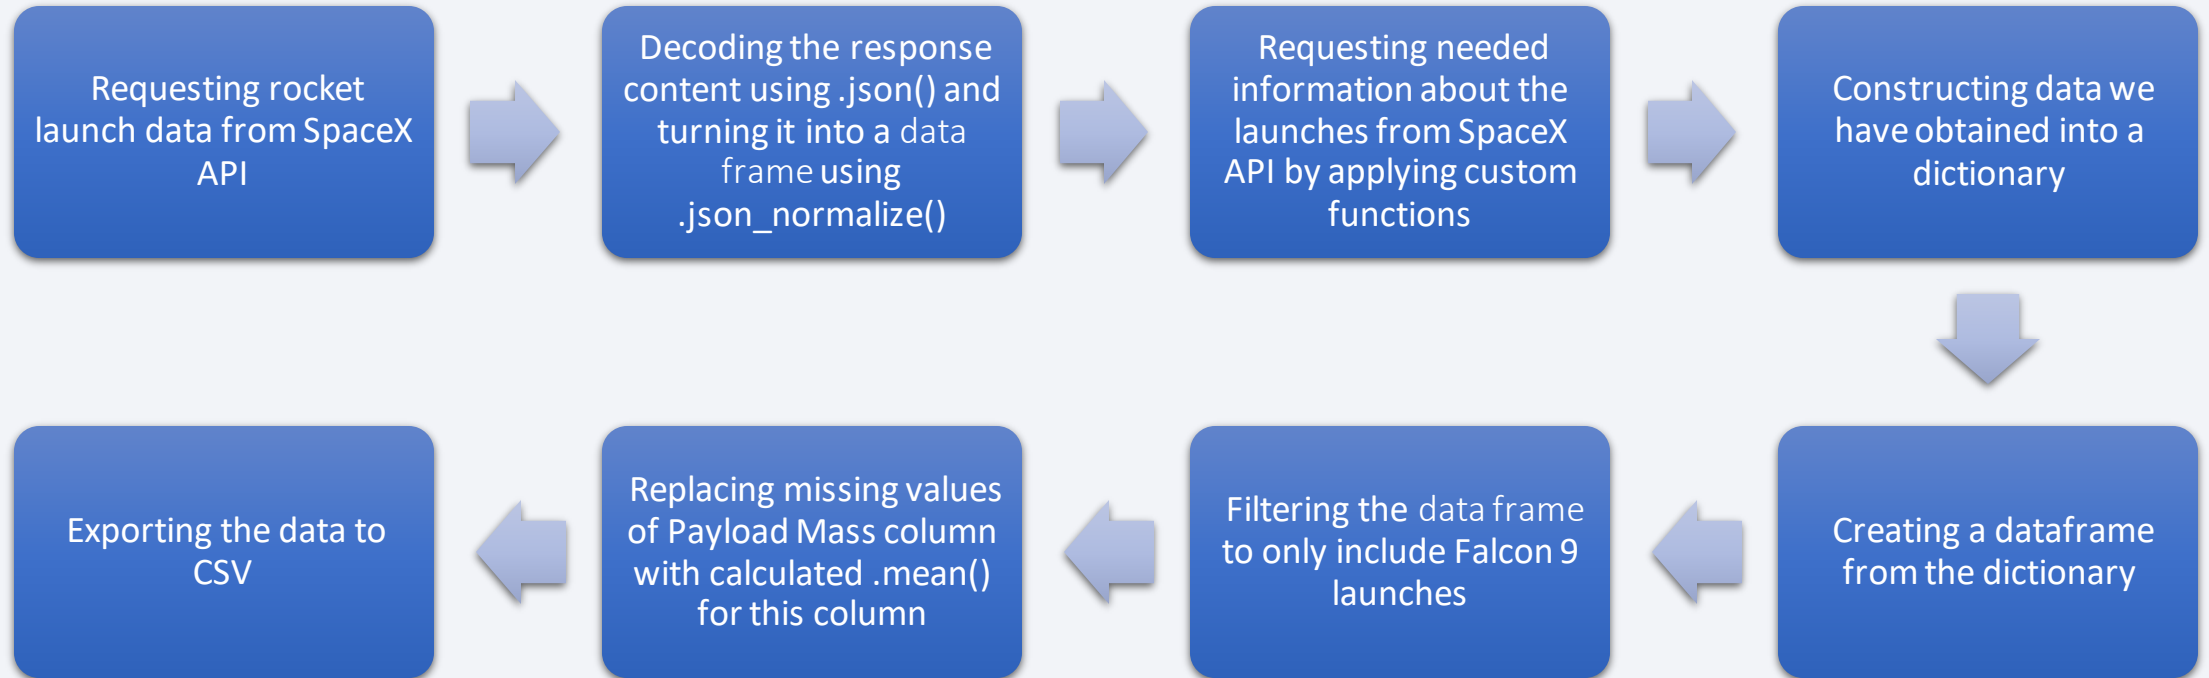 Requesting rocket
launch data from SpaceX
API
Decoding the response
content using .json() and
turning it into a data
frame using
.json_normalize()
Requesting needed
information about the
launches from SpaceX
API by applying custom
functions
Constructing data we
have obtained into a
dictionary
Creating a dataframe
from the dictionary
Filtering the data frame
to only include Falcon 9
launches
Replacing missing values
of Payload Mass column
with calculated .mean()
for this column
Exporting the data to
CSV